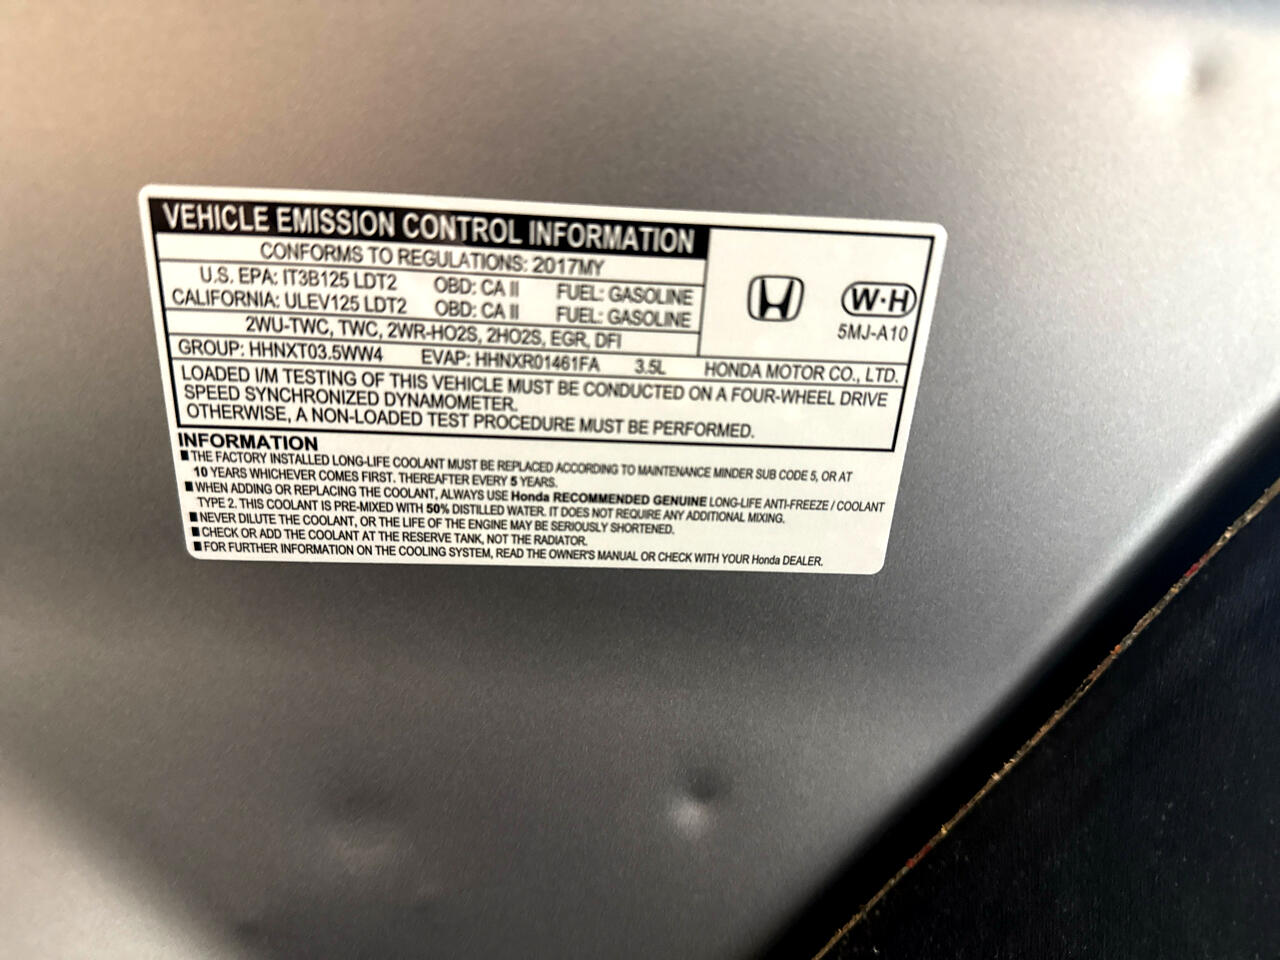 VEHICLE EMISSION CONTROL INFORMATION
CONFORMS TO REGULATIONS: 2017MY
U.S. EPA: IT3B125 LDT2 OBD: CA II FUEL: GASOLINE
CALIFORNIA: ULEV125 LDT2 OBD: CA II FUEL: GASOLINE
W·H
5MJ-A10
2WU-TWC, TWC, 2WR-HO2S, 2HO2S, EGR, DFI
GROUP: HHNXT03.5WW4 EVAP: HHNXR01461FA 3.5L HONDA MOTOR CO., LTD.
LOADED I/M TESTING OF THIS VEHICLE MUST BE CONDUCTED ON A FOUR-WHEEL DRIVE
SPEED SYNCHRONIZED DYNAMOMETER.
OTHERWISE, A NON-LOADED TEST PROCEDURE MUST BE PERFORMED.
INFORMATION
■ THE FACTORY INSTALLED LONG-LIFE COOLANT MUST BE REPLACED ACCORDING TO MAINTENANCE MINDER SUB CODE 5, OR AT
10 YEARS WHICHEVER COMES FIRST. THEREAFTER EVERY 5 YEARS.
■ WHEN ADDING OR REPLACING THE COOLANT, ALWAYS USE Honda RECOMMENDED GENUINE LONG-LIFE ANTI-FREEZE / COOLANT
TYPE 2. THIS COOLANT IS PRE-MIXED WITH 50% DISTILLED WATER. IT DOES NOT REQUIRE ANY ADDITIONAL MIXING.
■ NEVER DILUTE THE COOLANT, OR THE LIFE OF THE ENGINE MAY BE SERIOUSLY SHORTENED.
■ CHECK OR ADD THE COOLANT AT THE RESERVE TANK, NOT THE RADIATOR.
■ FOR FURTHER INFORMATION ON THE COOLING SYSTEM, READ THE OWNER'S MANUAL OR CHECK WITH YOUR Honda DEALER.